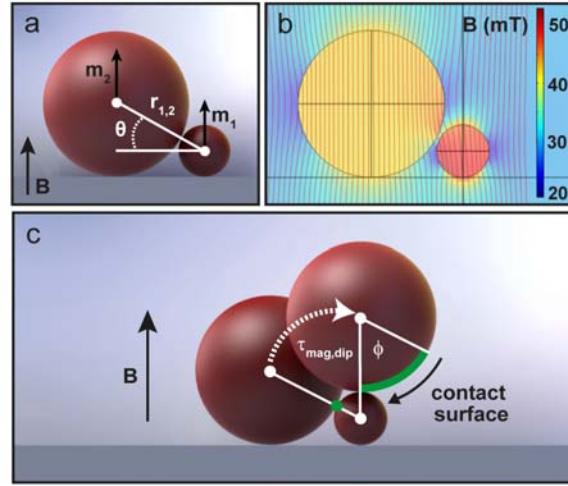 a
m₂
r₁,₂
m₁
θ
B
b
B (mT)
50
40
30
20
c
B
τmag,dip
ϕ
contact
surface